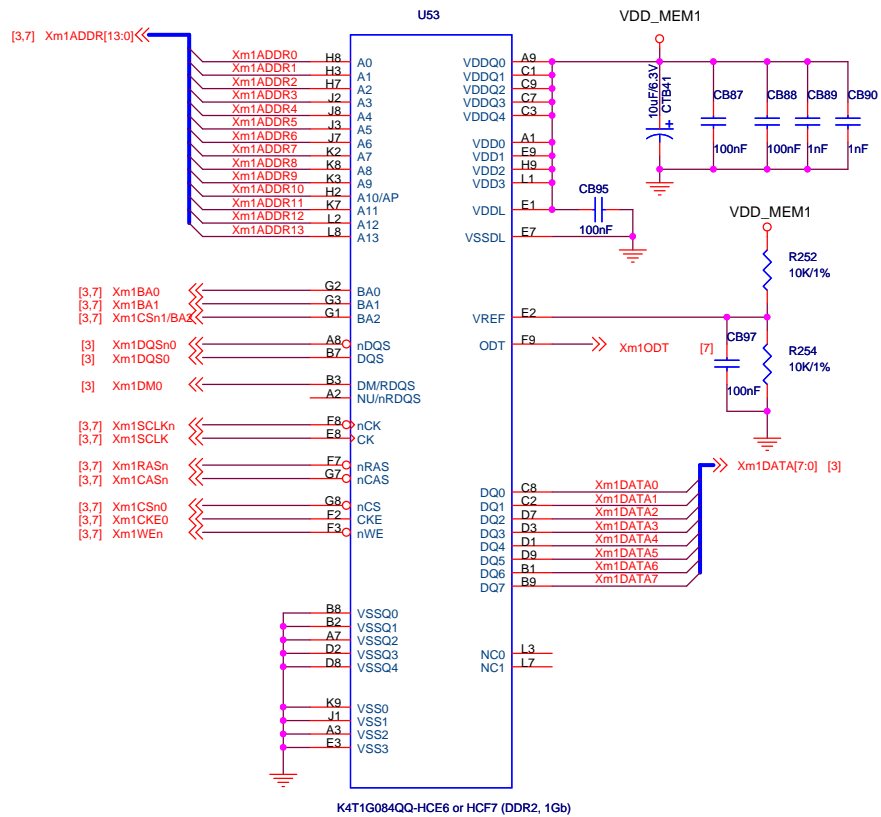 U53
VDD_MEM1
[3,7] Xm1ADDR[13:0]
Xm1ADDR0 H8 A0
Xm1ADDR1 H3 A1
Xm1ADDR2 H7 A2
Xm1ADDR3 J2 A3
Xm1ADDR4 J8 A4
Xm1ADDR5 J3 A5
Xm1ADDR6 J7 A6
Xm1ADDR7 K2 A7
Xm1ADDR8 K8 A8
Xm1ADDR9 K3 A9
Xm1ADDR10 H2 A10/AP
Xm1ADDR11 K7 A11
Xm1ADDR12 L2 A12
Xm1ADDR13 L8 A13
VDDQ0 A9
VDDQ1 C1
VDDQ2 C9
VDDQ3 C7
VDDQ4 C3
VDD0 A1
VDD1 E9
VDD2 H9
VDD3 L1
VDDL E1
VSSDL E7
10uF/6.3V
CTB41
+
CB87 CB88 CB89 CB90
100nF 100nF 1nF 1nF
CB95
100nF
VDD_MEM1
R252
10K/1%
[3,7] Xm1BA0 G2 BA0
[3,7] Xm1BA1 G3 BA1
[3,7] Xm1CSn1/BA2 G1 BA2
VREF E2
ODT F9 Xm1ODT [7]
CB97
100nF
R254
10K/1%
[3] Xm1DQSn0 A8 nDQS
[3] Xm1DQS0 B7 DQS
[3] Xm1DM0 B3 DM/RDQS
A2 NU/nRDQS
[3,7] Xm1SCLKn F8 nCK
[3,7] Xm1SCLK E8 CK
[3,7] Xm1RASn F7 nRAS
[3,7] Xm1CASn G7 nCAS
[3,7] Xm1CSn0 G8 nCS
[3,7] Xm1CKE0 F2 CKE
[3,7] Xm1WEn F3 nWE
Xm1DATA[7:0] [3]
DQ0 C8 Xm1DATA0
DQ1 C2 Xm1DATA1
DQ2 D7 Xm1DATA2
DQ3 D3 Xm1DATA3
DQ4 D1 Xm1DATA4
DQ5 D9 Xm1DATA5
DQ6 B1 Xm1DATA6
DQ7 B9 Xm1DATA7
B8 VSSQ0
B2 VSSQ1
A7 VSSQ2
D2 VSSQ3
D8 VSSQ4
NC0 L3
NC1 L7
K9 VSS0
J1 VSS1
A3 VSS2
E3 VSS3
K4T1G084QQ-HCE6 or HCF7 (DDR2, 1Gb)